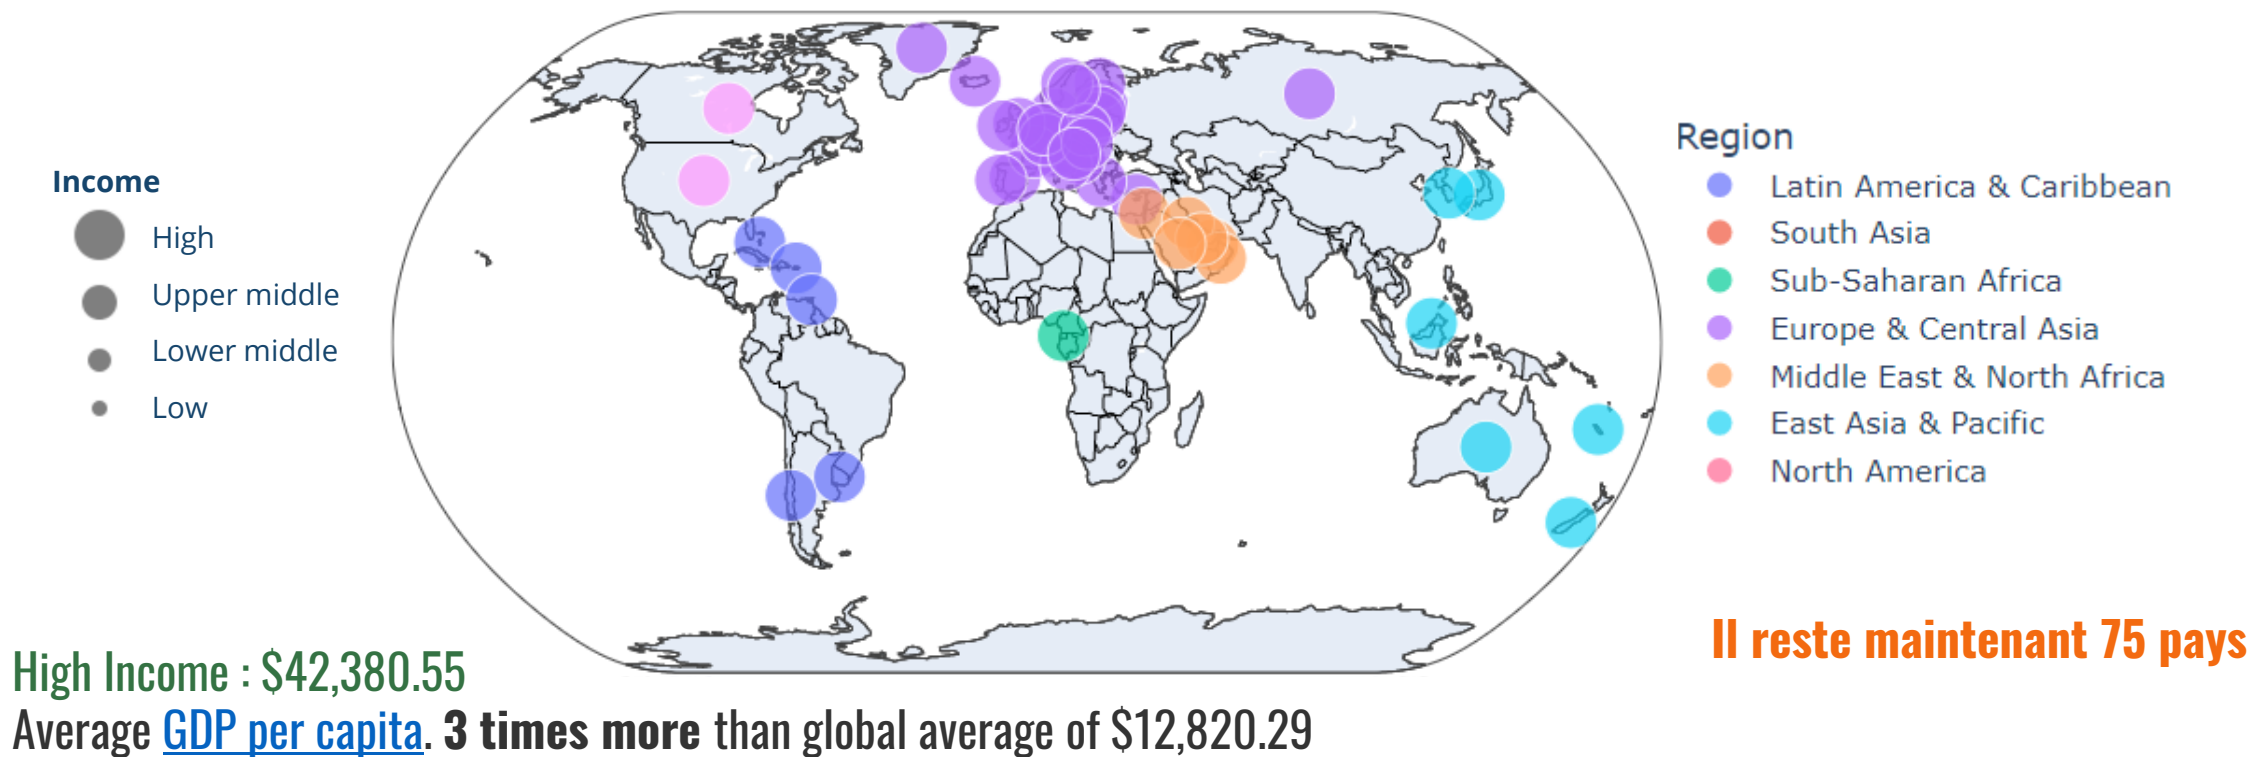 Income
High
Upper middle
Lower middle
Low
Region
Latin America & Caribbean
South Asia
Sub-Saharan Africa
Europe & Central Asia
Middle East & North Africa
East Asia & Pacific
North America
Il reste maintenant 75 pays
High Income : $42,380.55
Average GDP per capita. 3 times more than global average of $12,820.29